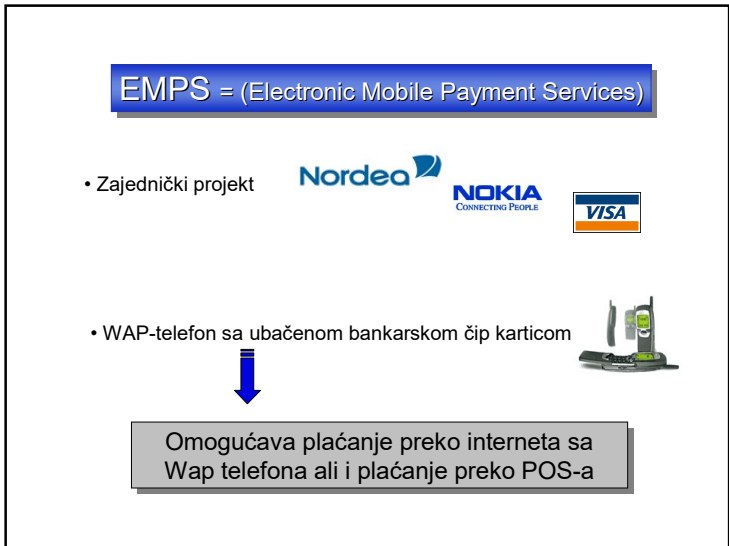 EMPS = (Electronic Mobile Payment Services)
• Zajednički projekt
Nordea
NOKIA
CONNECTING PEOPLE
VISA
• WAP-telefon sa ubačenom bankarskom čip karticom
Omogućava plaćanje preko interneta sa
Wap telefona ali i plaćanje preko POS-a